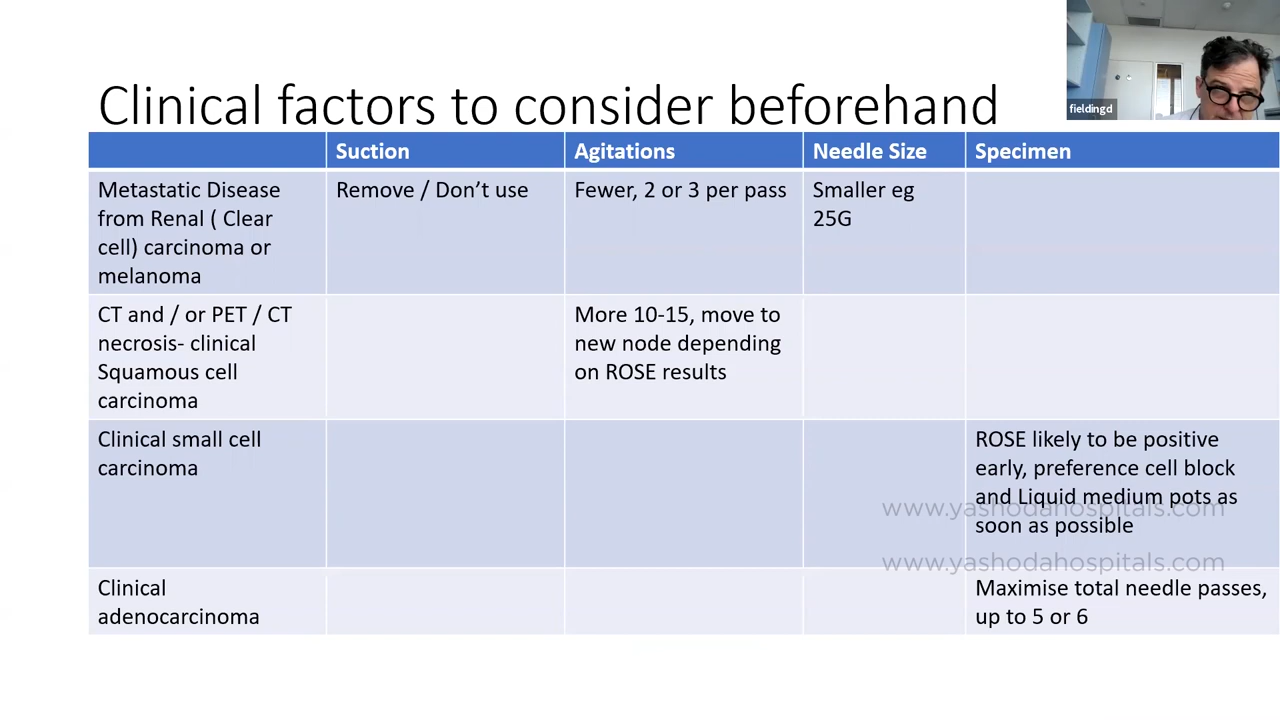 Clinical factors to consider beforehand
fieldingd
Suction
Agitations
Needle Size
Specimen
Metastatic Disease
from Renal ( Clear
cell) carcinoma or
melanoma
Remove / Don’t use
Fewer, 2 or 3 per pass
Smaller eg
25G
CT and / or PET / CT
necrosis- clinical
Squamous cell
carcinoma
More 10-15, move to
new node depending
on ROSE results
Clinical small cell
carcinoma
ROSE likely to be positive
early, preference cell block
and Liquid medium pots as
soon as possible
www.yashodahospitals.com
www.yashodahospitals.com
Clinical
adenocarcinoma
Maximise total needle passes,
up to 5 or 6